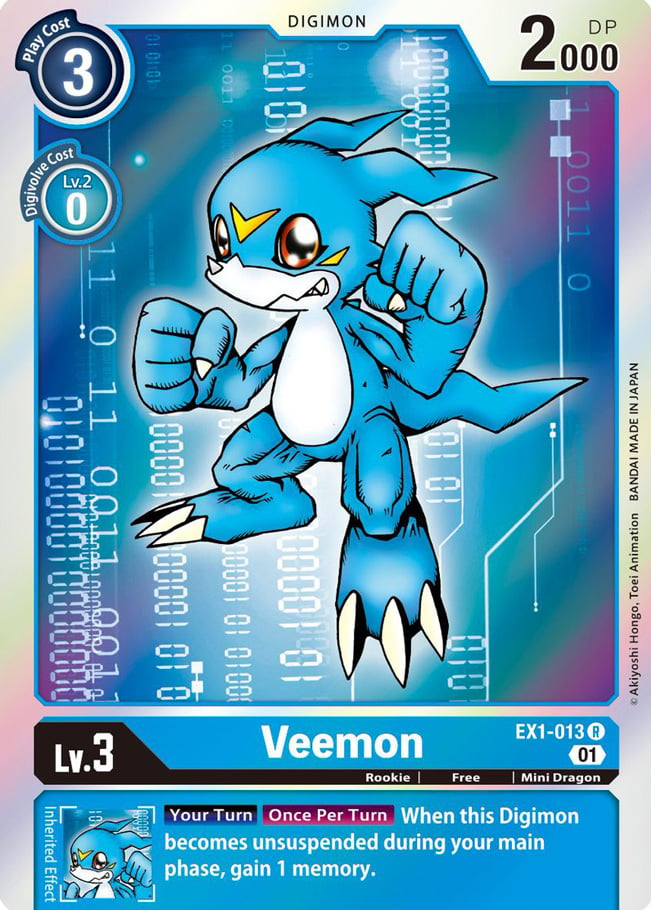 DIGIMON
Play Cost
3
2000
DP
Digivolve Cost
Lv.2
0
© Akiyoshi Hongo, Toei Animation BANDAI MADE IN JAPAN
Lv.3
Veemon
EX1-013 R
01
Rookie | Free | Mini Dragon
Inherited Effect
Your Turn Once Per Turn When this Digimon
becomes unsuspended during your main
phase, gain 1 memory.